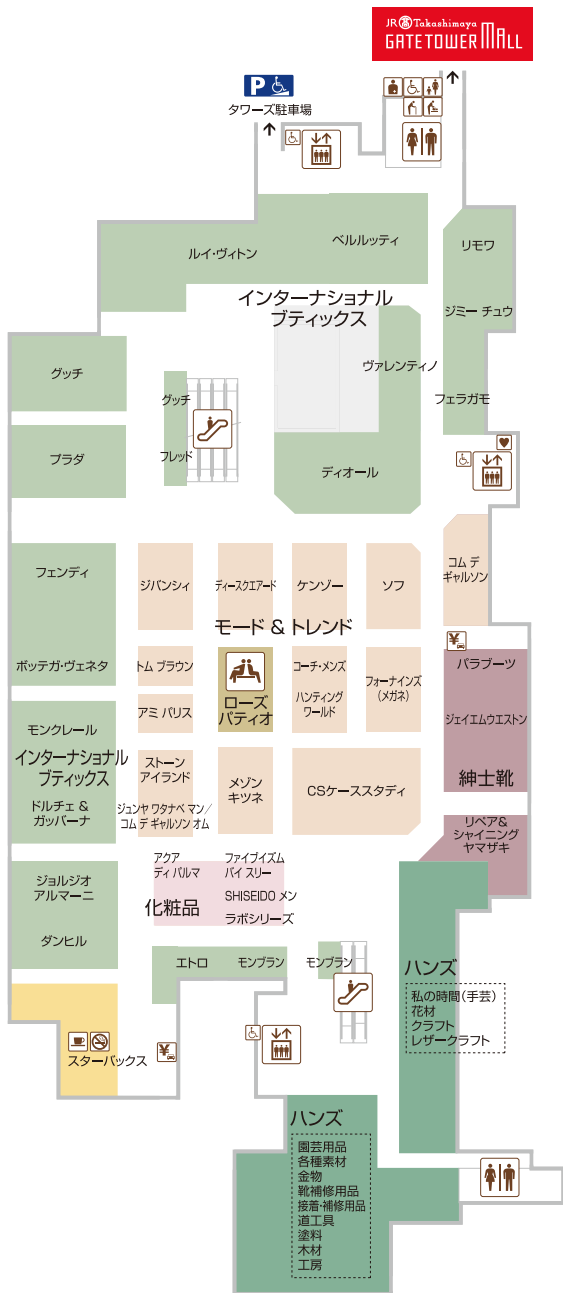 JR 髙 Takashimaya
GATETOWER MALL
P
タワーズ駐車場
ルイ・ヴィトン
ベルルッティ
リモワ
インターナショナル
ブティックス
ジミー チュウ
グッチ
グッチ
ヴァレンティノ
フェラガモ
プラダ
フレッド
ディオール
フェンディ
ジバンシィ
ディースクエアード
ケンゾー
ソフ
コム デ
ギャルソン
モード & トレンド
¥
ボッテガ・ヴェネタ
トム ブラウン
ローズ
パティオ
コーチ・メンズ
ハンティング
ワールド
フォーナインズ
(メガネ)
パラブーツ
ジェイエムウエストン
紳士靴
アミ パリス
モンクレール
インターナショナル
ブティックス
ドルチェ &
ガッバーナ
ストーン
アイランド
ジュンヤ ワタナベ マン/
コム デ ギャルソン オム
メゾン
キツネ
CSケーススタディ
リペア&
シャイニング
ヤマザキ
ジョルジオ
アルマーニ
アクア
ディ パルマ
ファイブイズム
バイ スリー
化粧品
SHISEIDO メン
ラボシリーズ
ダンヒル
エトロ
モンブラン
モンブラン
ハンズ
私の時間(手芸)
花材
クラフト
レザークラフト
スターバックス
¥
ハンズ
園芸用品
各種素材
金物
靴補修用品
接着・補修用品
道工具
塗料
木材
工房